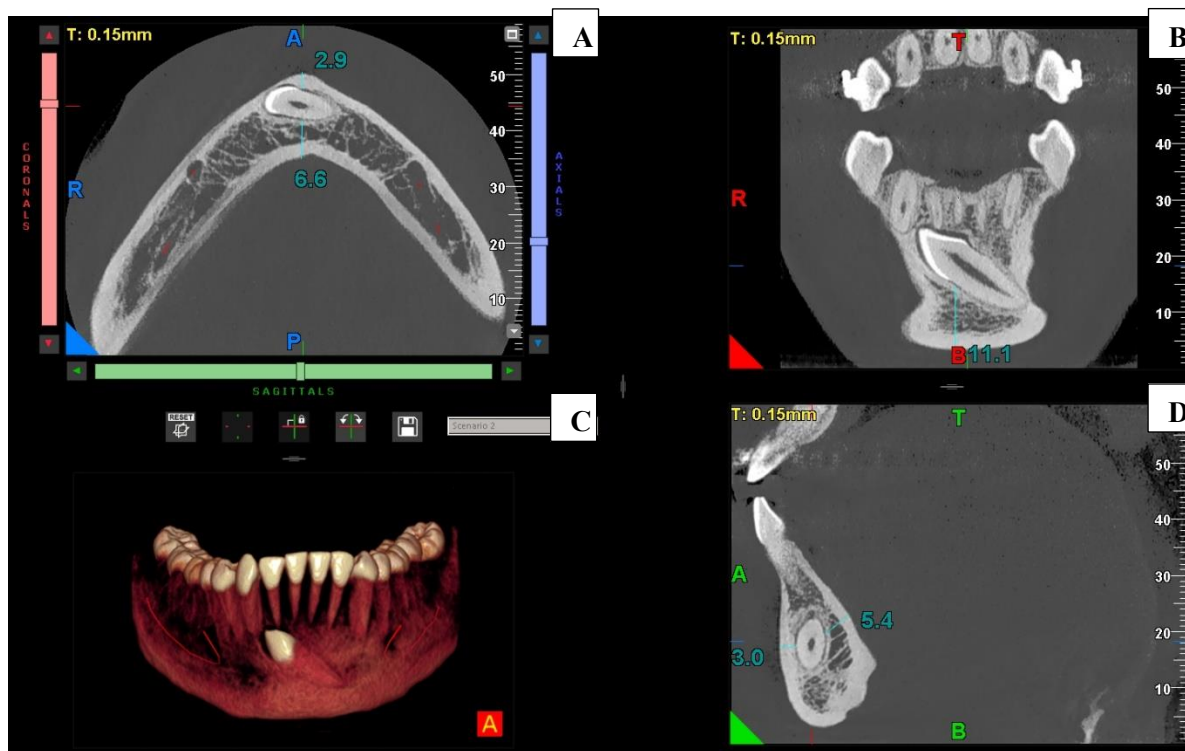 A
T: 0.15mm
A
2.9
6.6
R
P
50
40
30
20
10
CORONALS
AXIALS
SAGITTALS
B
T: 0.15mm
T
R
B
11.1
50
40
30
20
10
C
RESET
Scenario 2
A
D
T: 0.15mm
T
A
5.4
3.0
B
50
40
30
20
10